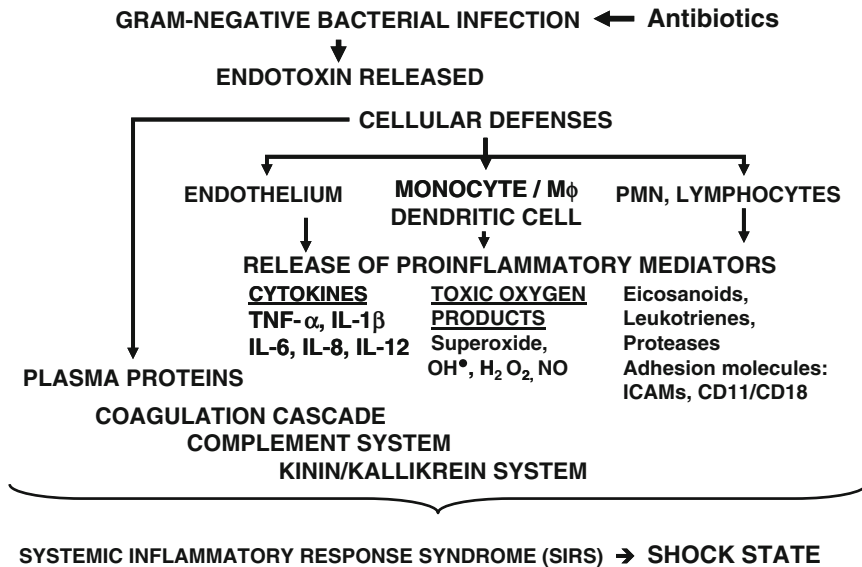 GRAM-NEGATIVE BACTERIAL INFECTION ← Antibiotics
ENDOTOXIN RELEASED
CELLULAR DEFENSES
ENDOTHELIUM
MONOCYTE / Mϕ
DENDRITIC CELL
PMN, LYMPHOCYTES
RELEASE OF PROINFLAMMATORY MEDIATORS
CYTOKINES
TNF- α, IL-1β
IL-6, IL-8, IL-12
TOXIC OXYGEN
PRODUCTS
Superoxide,
OH•, H₂O₂, NO
Eicosanoids,
Leukotrienes,
Proteases
Adhesion molecules:
ICAMs, CD11/CD18
PLASMA PROTEINS
COAGULATION CASCADE
COMPLEMENT SYSTEM
KININ/KALLIKREIN SYSTEM
SYSTEMIC INFLAMMATORY RESPONSE SYNDROME (SIRS) → SHOCK STATE